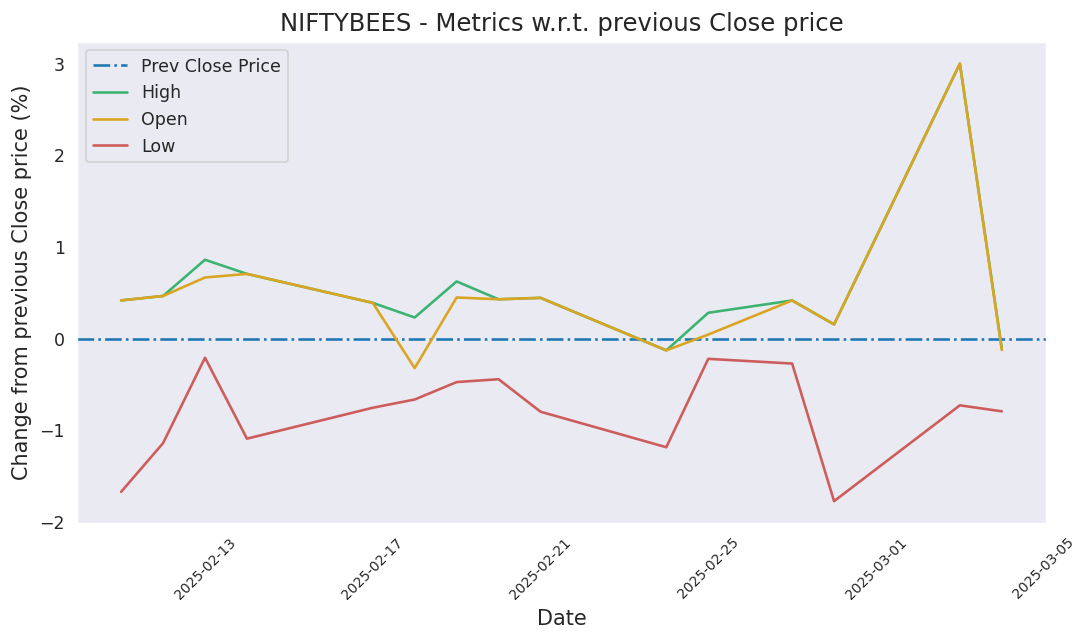 NIFTYBEES - Metrics w.r.t. previous Close price
Prev Close Price
High
Open
Low
Change from previous Close price (%)
3
2
1
0
−1
−2
2025-02-13
2025-02-17
2025-02-21
2025-02-25
2025-03-01
2025-03-05
Date